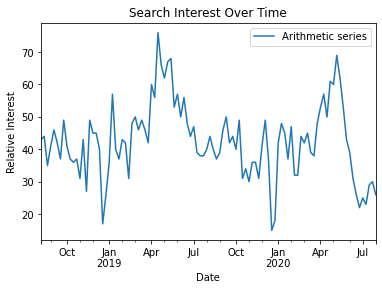 Search Interest Over Time
Arithmetic series
Relative Interest
70
60
50
40
30
20
Oct Jan Apr Jul Oct Jan Apr Jul
2019 2020
Date